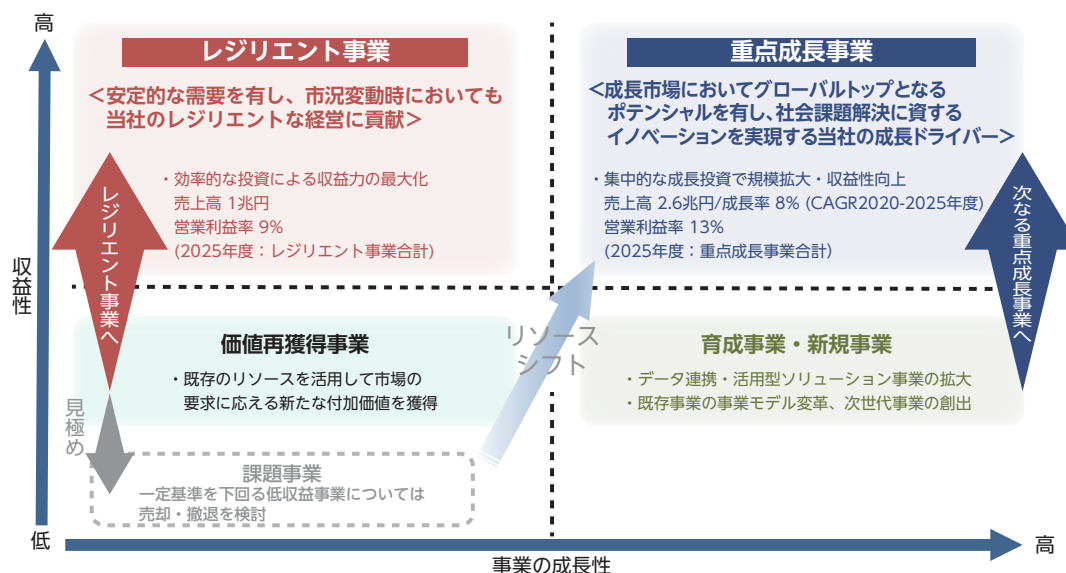 高
レジリエント事業
<安定的な需要を有し、市況変動時においても
当社のレジリエントな経営に貢献>
・効率的な投資による収益力の最大化
売上高 1兆円
営業利益率 9%
(2025年度：レジリエント事業合計)
レジリエント事業へ
重点成長事業
<成長市場においてグローバルトップとなる
ポテンシャルを有し、社会課題解決に資する
イノベーションを実現する当社の成長ドライバー>
・集中的な成長投資で規模拡大・収益性向上
売上高 2.6兆円/成長率 8% (CAGR2020-2025年度)
営業利益率 13%
(2025年度：重点成長事業合計)
次なる重点成長事業へ
収益性
価値再獲得事業
・既存のリソースを活用して市場の
要求に応える新たな付加価値を獲得
リソース
シフト
育成事業・新規事業
・データ連携・活用型ソリューション事業の拡大
・既存事業の事業モデル変革、次世代事業の創出
見極め
課題事業
一定基準を下回る低収益事業については
売却・撤退を検討
低
高
事業の成長性